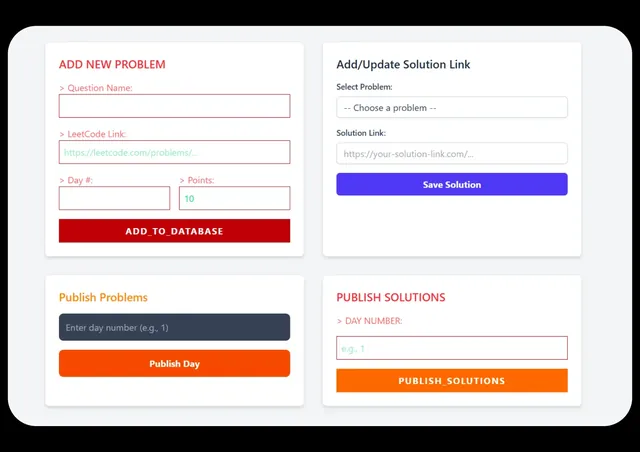 ADD NEW PROBLEM
> Question Name:
> LeetCode Link:
https://leetcode.com/problems/...
> Day #:
> Points:
10
ADD_TO_DATABASE
Add/Update Solution Link
Select Problem:
-- Choose a problem --
Solution Link:
https://your-solution-link.com/...
Save Solution
Publish Problems
Enter day number (e.g., 1)
Publish Day
PUBLISH SOLUTIONS
> DAY NUMBER:
e.g., 1
PUBLISH_SOLUTIONS